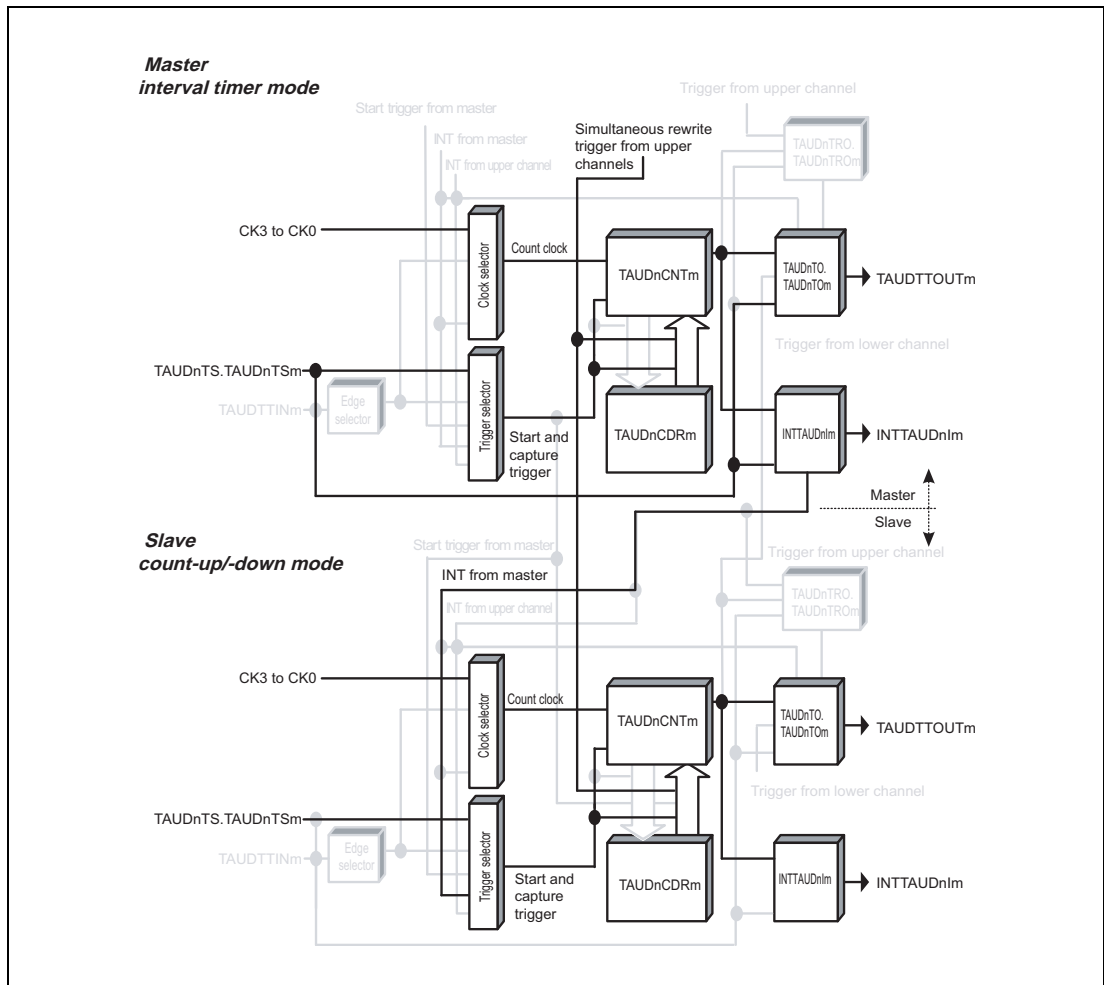 Master
interval timer mode
Trigger from upper channel
Start trigger from master
Simultaneous rewrite
trigger from upper
channels
INT from master
INT from upper channel
TAUDnTRO.
TAUDnTROm
CK3 to CK0
Clock selector
Count clock
TAUDnCNTm
TAUDnTO.
TAUDnTOm
TAUDTTOUTm
Trigger from lower channel
TAUDnTS.TAUDnTSm
TAUDTTINm
Edge
selector
Trigger selector
Start and
capture
trigger
TAUDnCDRm
INTTAUDnIm
INTTAUDnIm
Master
Slave
Slave
count-up/-down mode
Start trigger from master
Trigger from upper channel
INT from master
INT from upper channel
TAUDnTRO.
TAUDnTROm
CK3 to CK0
Clock selector
Count clock
TAUDnCNTm
TAUDnTO.
TAUDnTOm
TAUDTTOUTm
Trigger from lower channel
TAUDnTS.TAUDnTSm
TAUDTTINm
Edge
selector
Trigger selector
Start and
capture
trigger
TAUDnCDRm
INTTAUDnIm
INTTAUDnIm